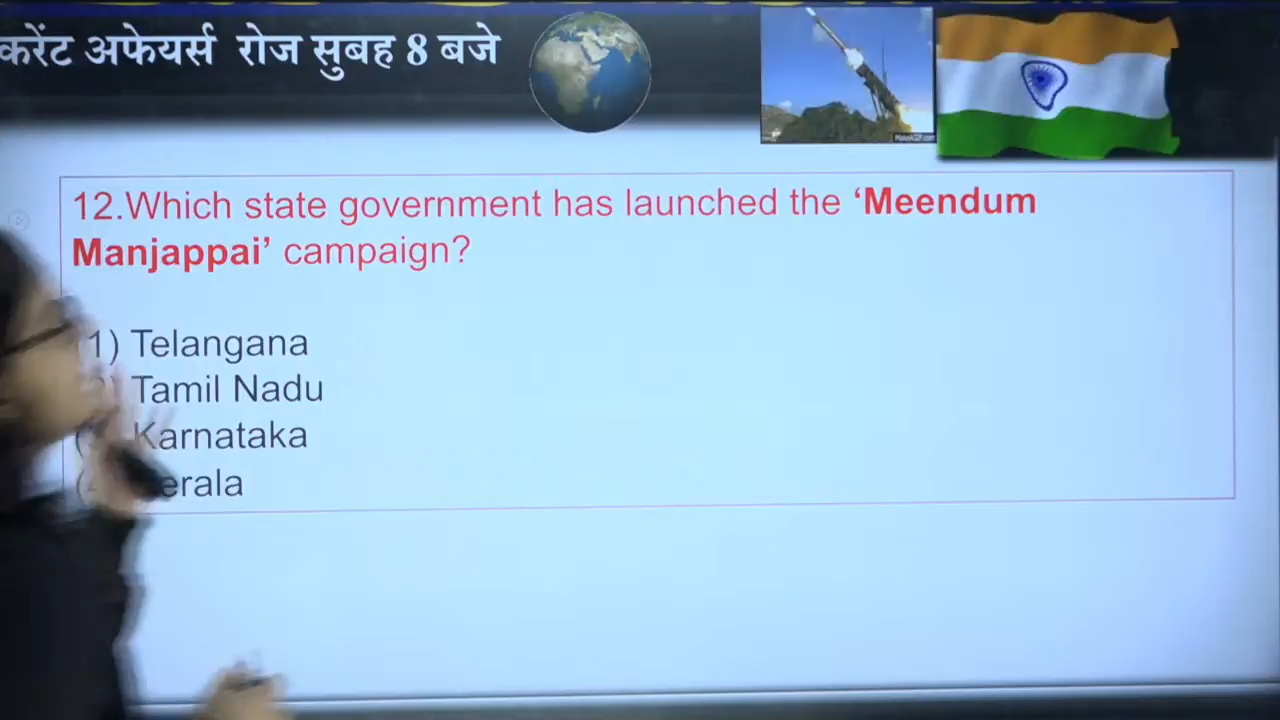 करेंट अफेयर्स रोज सुबह 8 बजे
12.Which state government has launched the ‘Meendum
Manjappai’ campaign?
1) Telangana
Tamil Nadu
Karnataka
erala